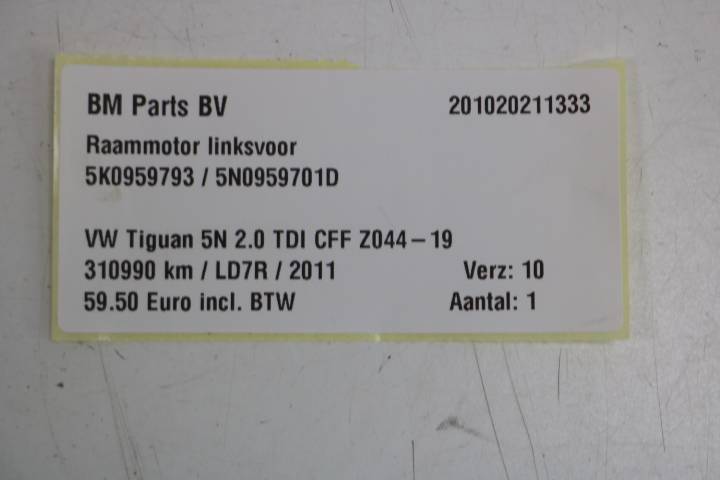 BM Parts BV 201020211333
Raammotor linksvoor
5K0959793 / 5N0959701D
VW Tiguan 5N 2.0 TDI CFF Z044-19
310990 km / LD7R / 2011 Verz: 10
59.50 Euro incl. BTW Aantal: 1